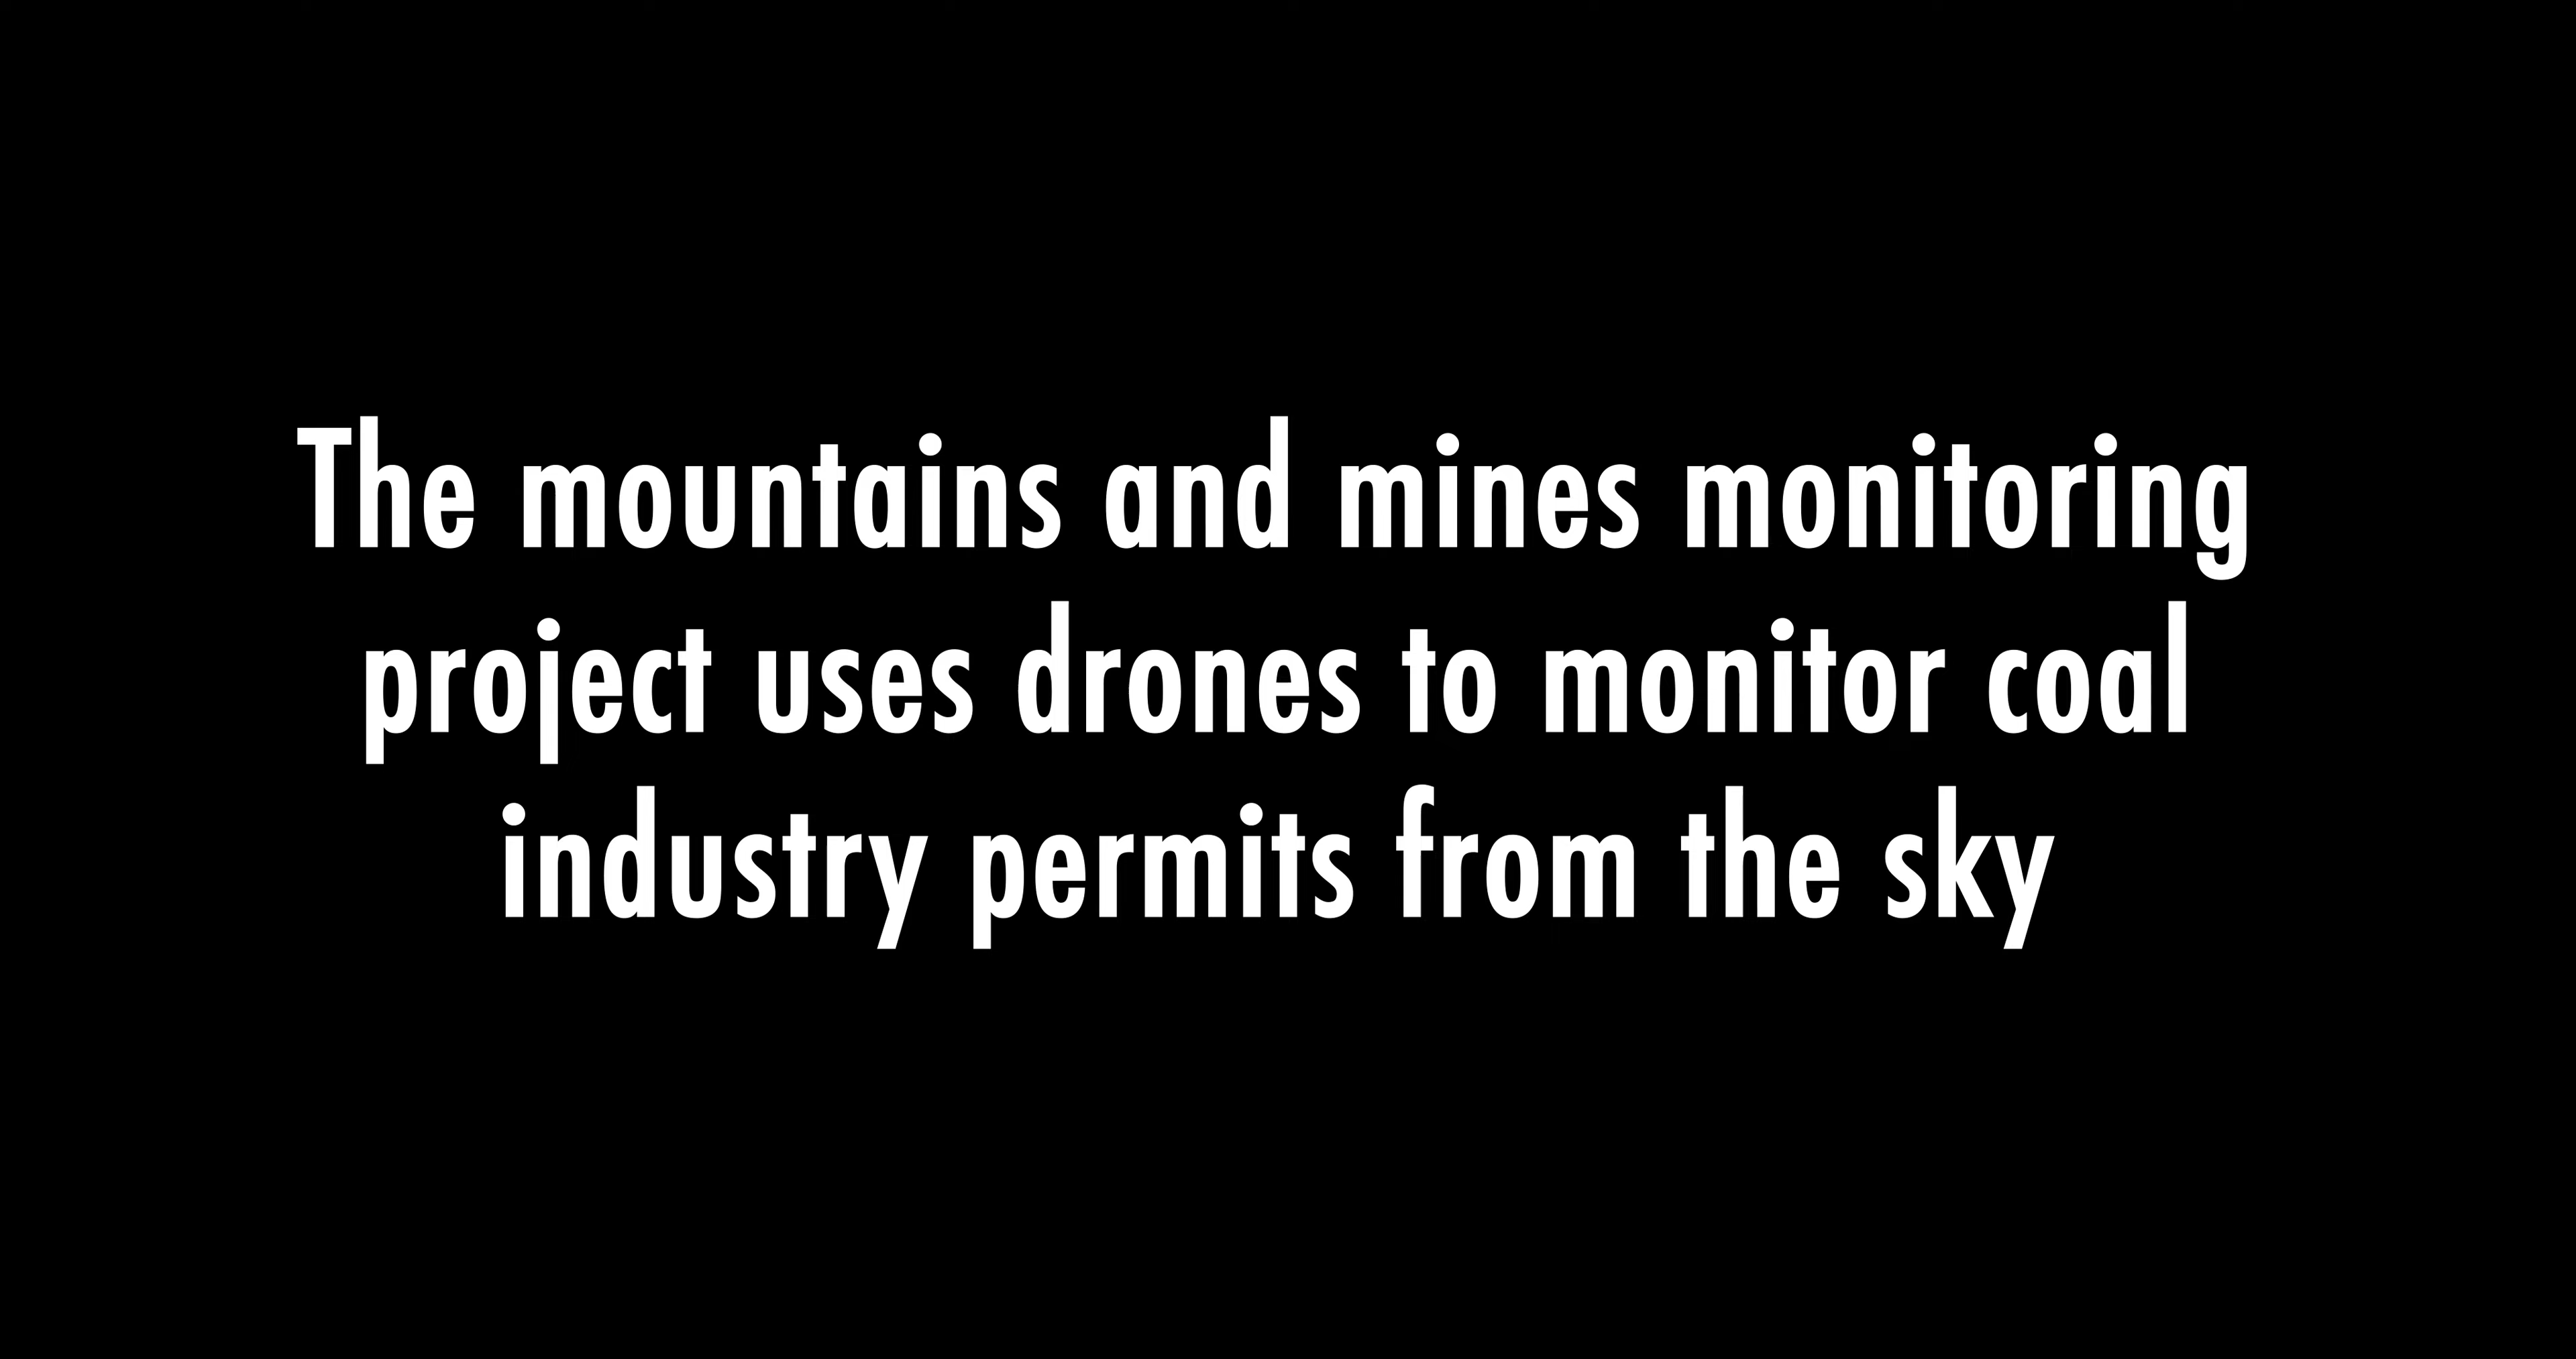 The mountains and mines monitoring
project uses drones to monitor coal
industry permits from the sky